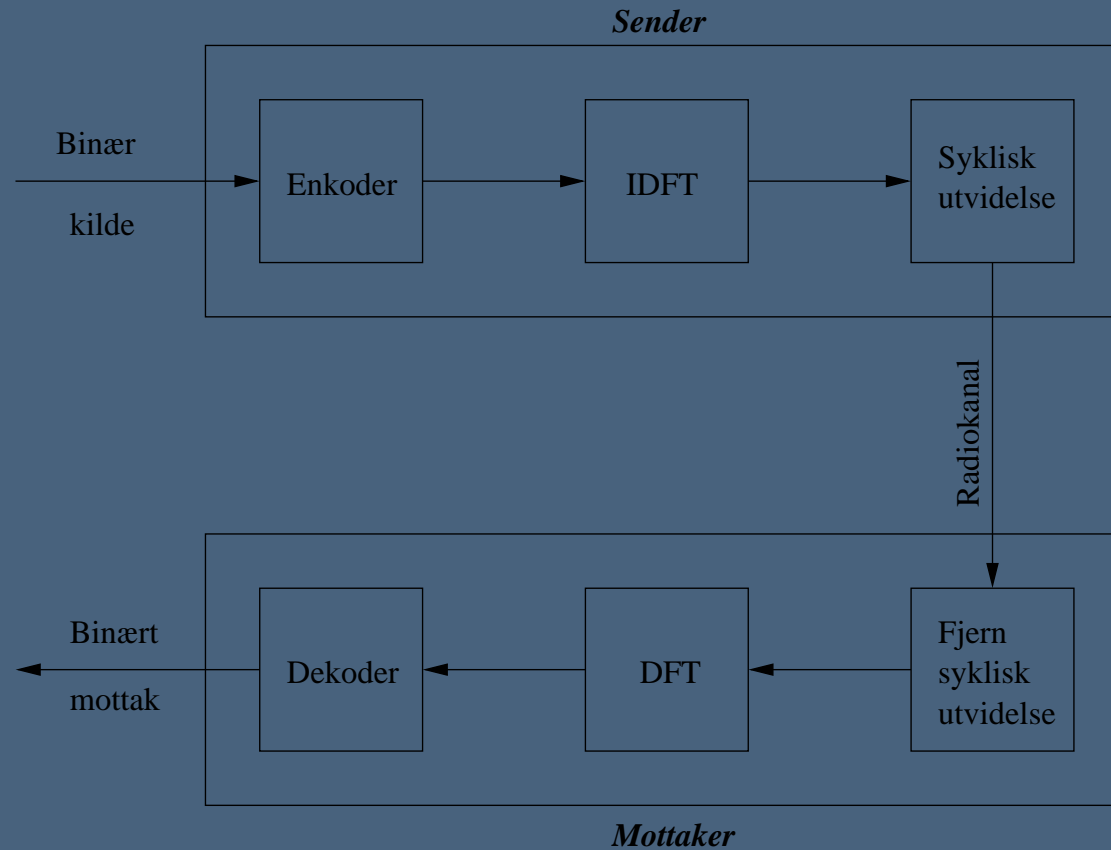 Sender
Binær
kilde
Enkoder
IDFT
Syklisk
utvidelse
Radiokanal
Binært
mottak
Dekoder
DFT
Fjern
syklisk
utvidelse
Mottaker